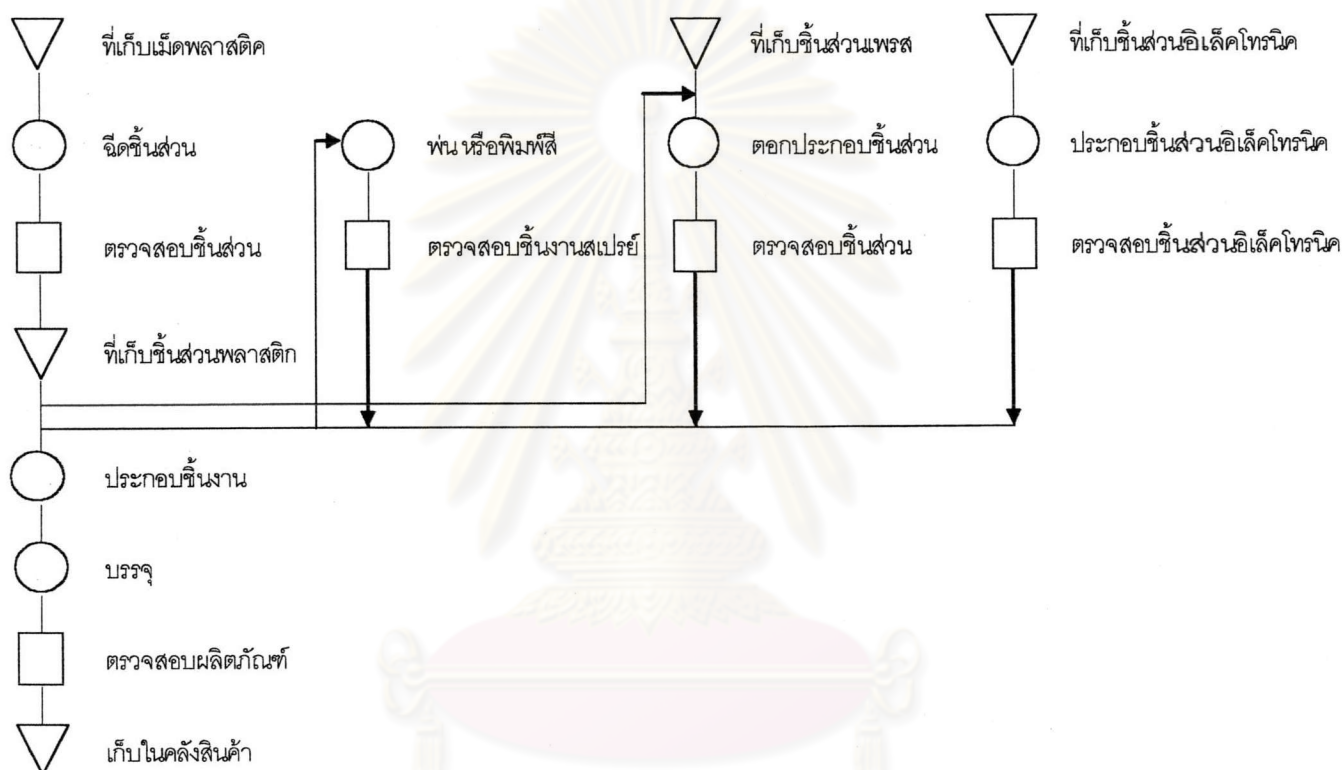 ที่เก็บเม็ดพลาสติค
ฉีดชิ้นส่วน
ตรวจสอบชิ้นส่วน
ที่เก็บชิ้นส่วนพลาสติก
ประกอบชิ้นงาน
บรรจุ
ตรวจสอบผลิตภัณฑ์
เก็บในคลังสินค้า
พ่น หรือพิมพ์สี
ตรวจสอบชิ้นงานสเปรย์
ที่เก็บชิ้นส่วนเพรส
ตอกประกอบชิ้นส่วน
ตรวจสอบชิ้นส่วน
ที่เก็บชิ้นส่วนอิเล็คโทรนิค
ประกอบชิ้นส่วนอิเล็คโทรนิค
ตรวจสอบชิ้นส่วนอิเล็คโทรนิค